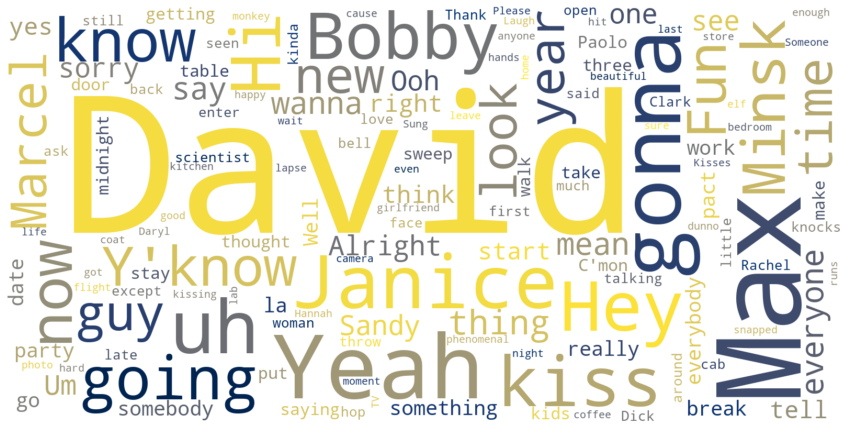 David
Max
Yeah
Janice
Bobby
gonna
going
kiss
Hey
know
Y'know
uh
guy
now
Hi
Marcel
new
look
year
Fun
Minsk
time
yes
still
getting
monkey
seen
kinda
cause
Thank
Please
Laugh
anyone
open
hit
one
last
see
Someone
enough
store
sorry
table
say
Ooh
hands
home
Paolo
three
beautiful
said
door
back
happy
wanna
right
leave
Clark
sure
elf
work
bedroom
Kisses
ask
midnight
enter
wait
love
Sung
bell
scientist
kitchen
lapse
even
sweep
walk
take
much
think
girlfriend
face
first
pact
dunno
make
knocks
life
good
Daryl
coat
thought
Well
Alright
start
mean
C'mon
talking
little
Rachel
everyone
runs
date
got
flight
stay
except
kissing
lab
camera
Hannah
la
woman
Sandy
throw
thing
phenomenal
really
everybody
around
cab
snapped
party
photo
hard
late
Um
go
somebody
put
saying
hop
moment
TV
night
something
kids
coffee
Dick
break
tell